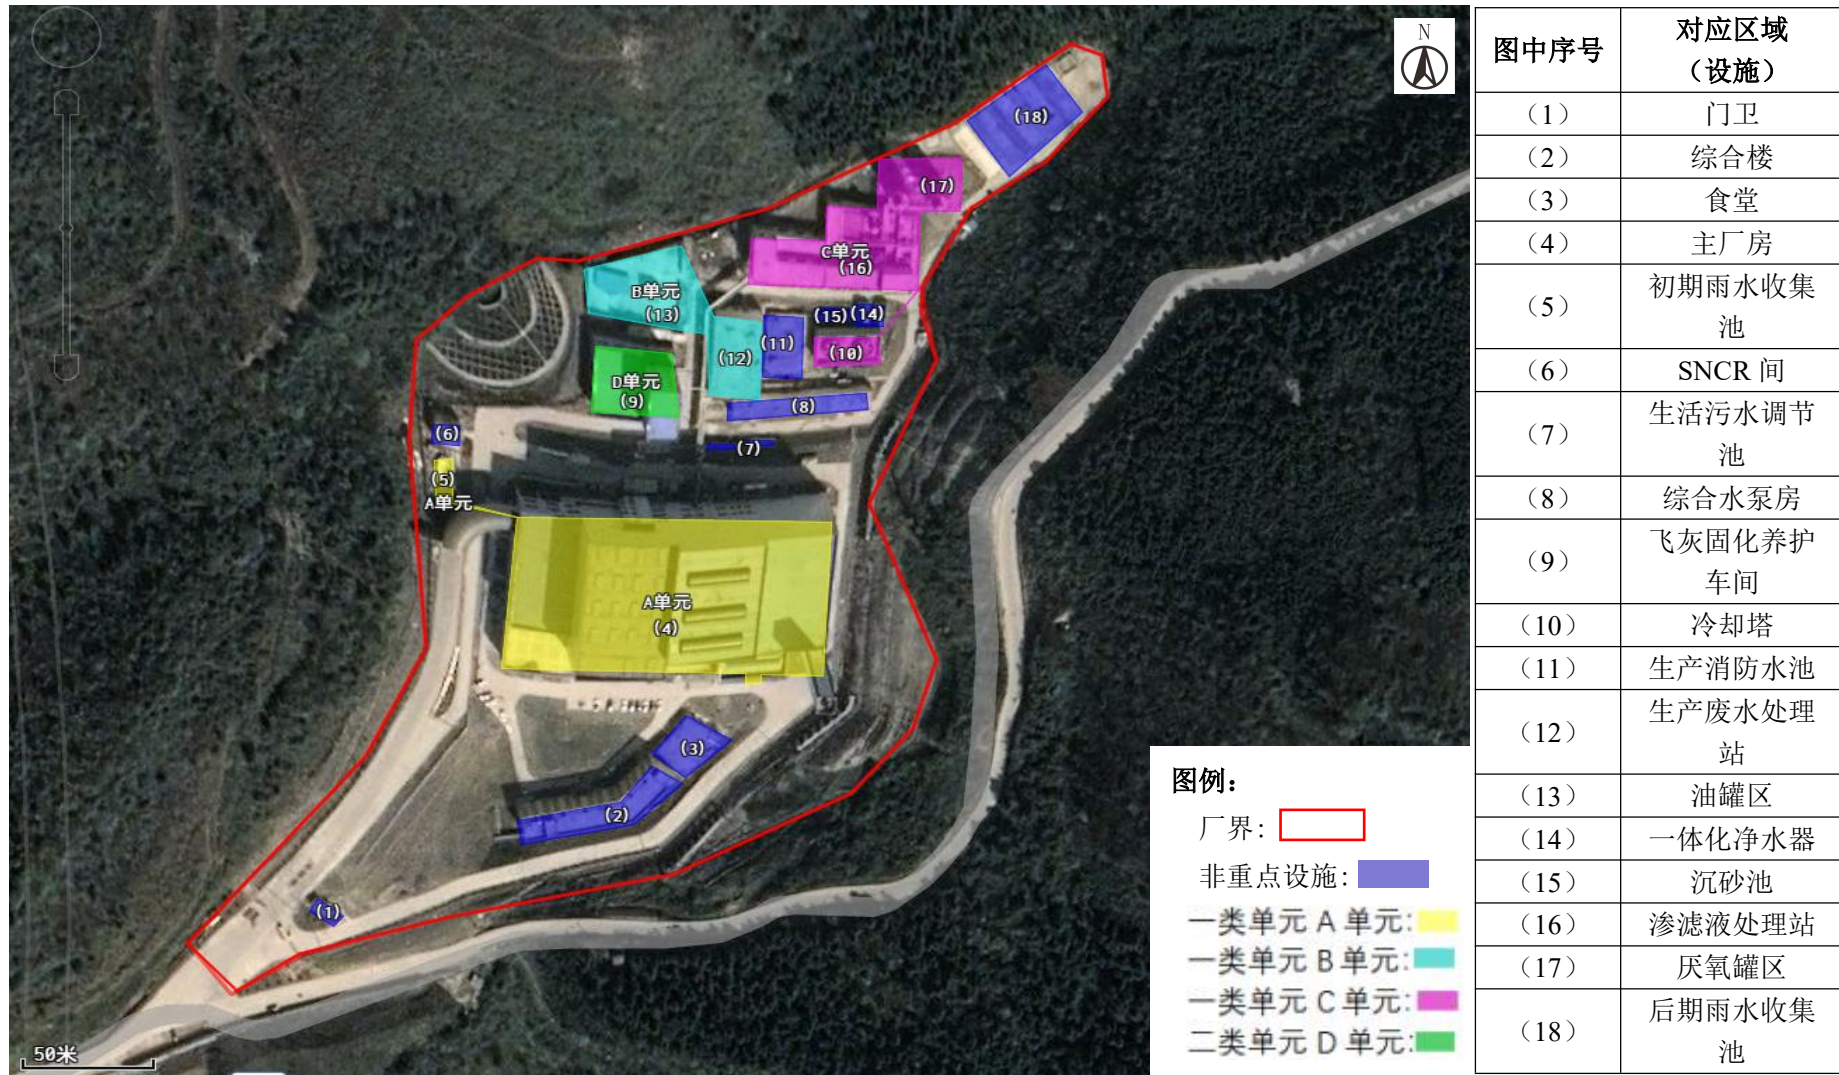 N
(18)
(17)
C单元
(16)
B单元
(13)
(15)
(14)
(12)
(11)
(10)
D单元
(9)
(8)
(7)
(6)
(5)
A单元
A单元
(4)
(3)
(2)
(1)
50米
图例：
厂界：
非重点设施：
一类单元 A 单元:
一类单元 B 单元:
一类单元 C 单元:
二类单元 D 单元:
图中序号 对应区域
（设施）
（1） 门卫
（2） 综合楼
（3） 食堂
（4） 主厂房
（5） 初期雨水收集
池
（6） SNCR 间
（7） 生活污水调节
池
（8） 综合水泵房
（9） 飞灰固化养护
车间
（10） 冷却塔
（11） 生产消防水池
（12） 生产废水处理
站
（13） 油罐区
（14） 一体化净水器
（15） 沉砂池
（16） 渗滤液处理站
（17） 厌氧罐区
（18） 后期雨水收集
池